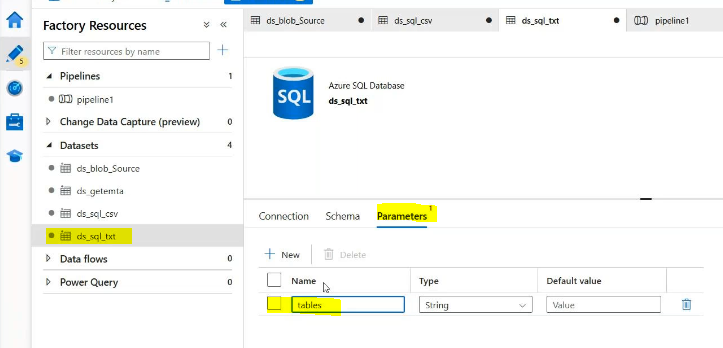 Factory Resources
Filter resources by name
Pipelines 1
pipeline1
Change Data Capture (preview) 0
Datasets 4
ds_blob_Source
ds_getemta
ds_sql_csv
ds_sql_txt
Data flows 0
Power Query 0
5
ds_blob_Source
ds_sql_csv
ds_sql_txt
pipeline1
SQL
Azure SQL Database
ds_sql_txt
Connection Schema Parameters 1
New Delete
Name Type Default value
tables String Value